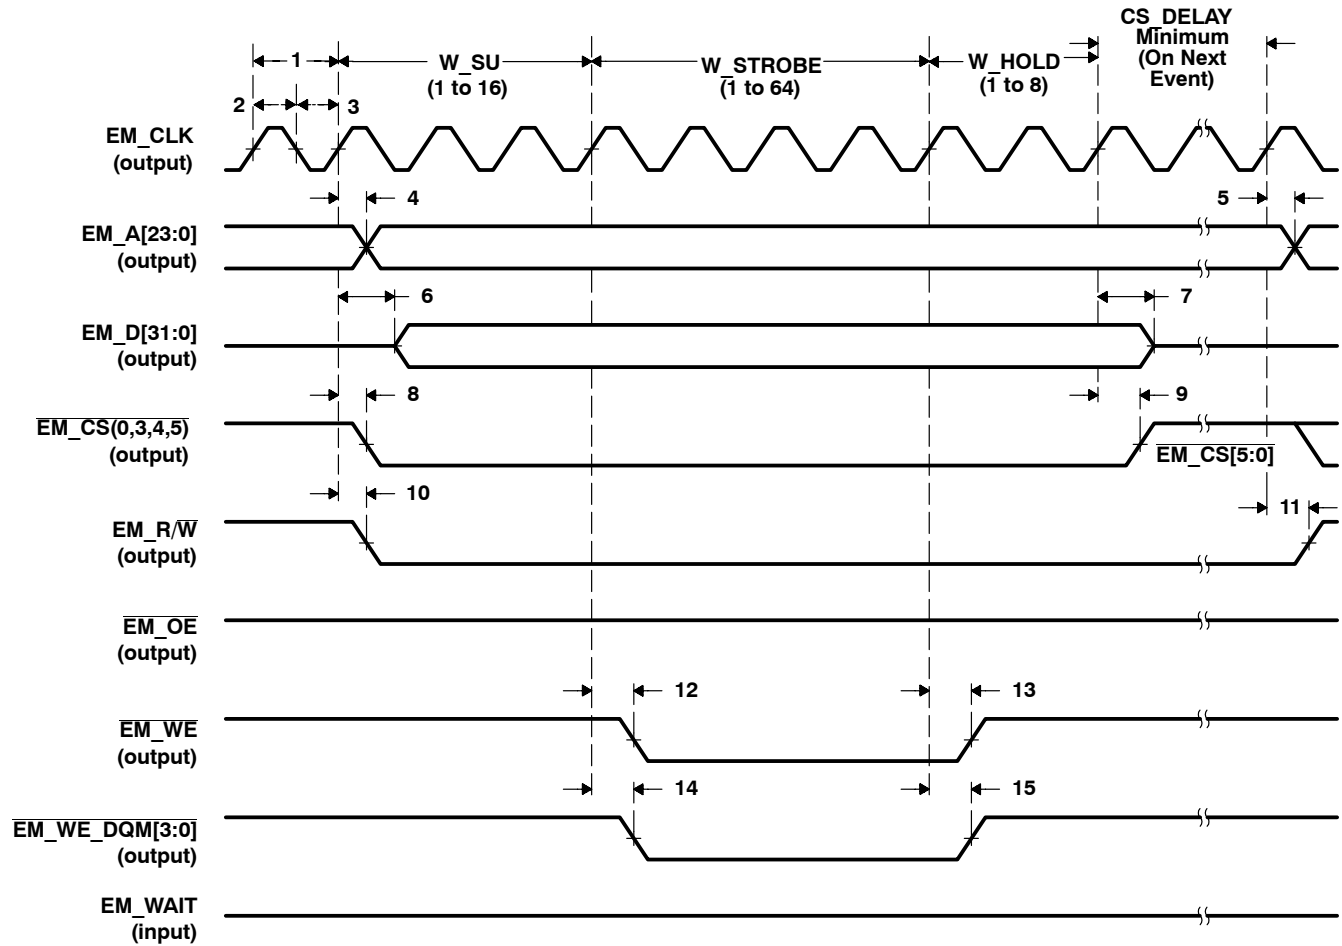 CS_DELAY
Minimum
(On Next
Event)
1
W_SU
(1 to 16)
W_STROBE
(1 to 64)
W_HOLD
(1 to 8)
2
3
EM_CLK
(output)
4
5
EM_A[23:0]
(output)
6
7
EM_D[31:0]
(output)
8
9
EM_CS(0,3,4,5)
(output)
EM_CS[5:0]
10
11
EM_R/W
(output)
EM_OE
(output)
12
13
EM_WE
(output)
14
15
EM_WE_DQM[3:0]
(output)
EM_WAIT
(input)